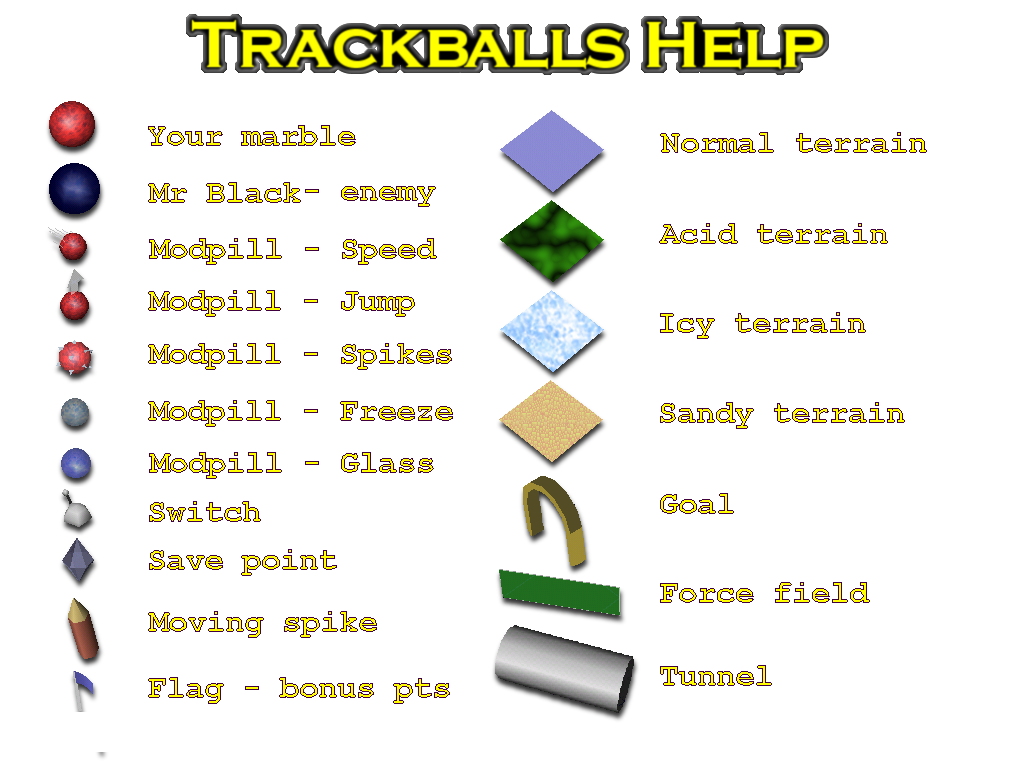 TRACKBALLS HELP
Your marble
Mr Black- enemy
Modpill - Speed
Modpill - Jump
Modpill - Spikes
Modpill - Freeze
Modpill - Glass
Switch
Save point
Moving spike
Flag - bonus pts
Normal terrain
Acid terrain
Icy terrain
Sandy terrain
Goal
Force field
Tunnel